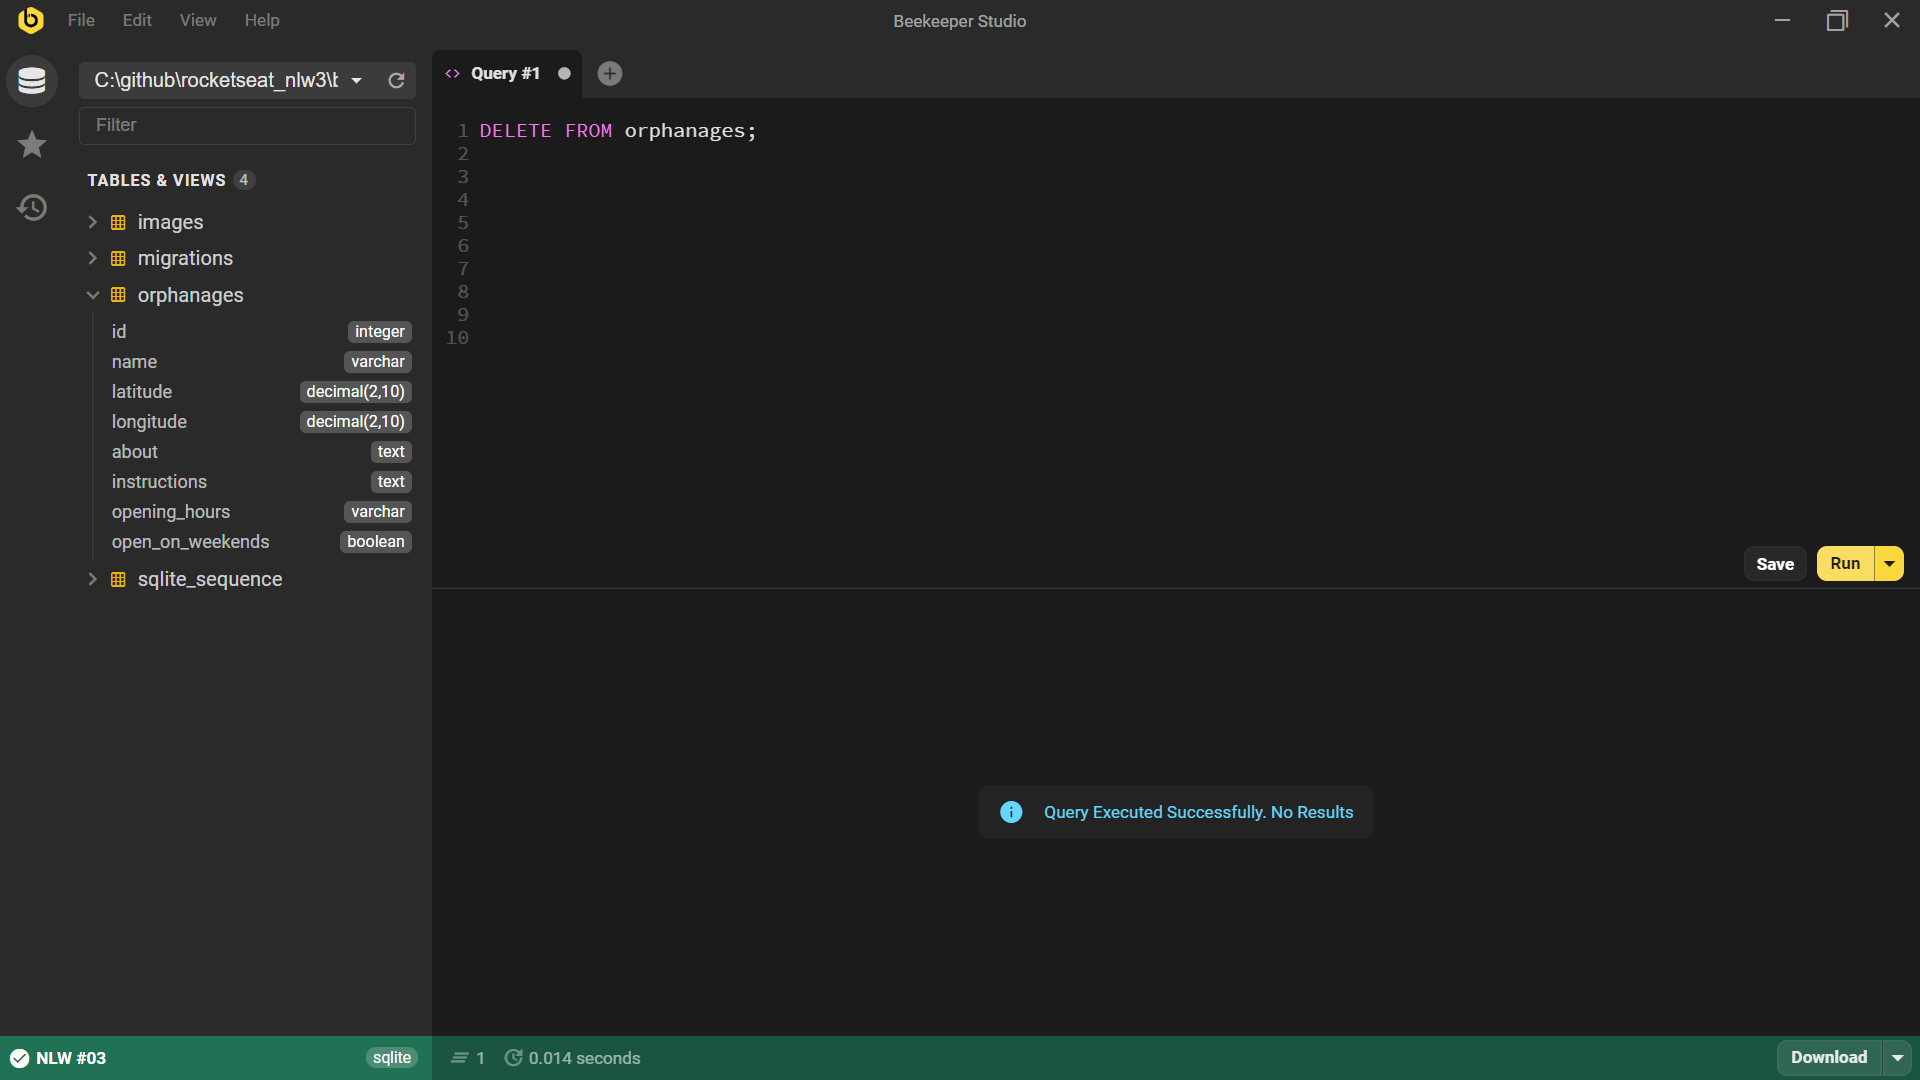 File Edit View Help
Beekeeper Studio
C:\github\rocketseat_nlw3\
Filter
TABLES & VIEWS 4
images
migrations
orphanages
id integer
name varchar
latitude decimal(2,10)
longitude decimal(2,10)
about text
instructions text
opening_hours varchar
open_on_weekends boolean
sqlite_sequence
NLW #03 sqlite
<> Query #1
1 DELETE FROM orphanages;
2
3
4
5
6
7
8
9
10
Save Run
Query Executed Successfully. No Results
1 0.014 seconds
Download